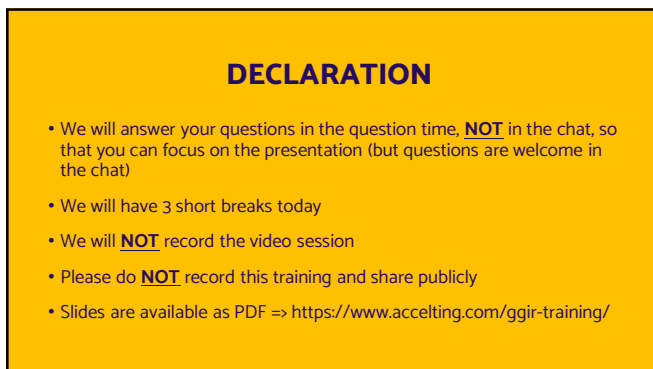 DECLARATION
• We will answer your questions in the question time, NOT in the chat, so
that you can focus on the presentation (but questions are welcome in
the chat)
• We will have 3 short breaks today
• We will NOT record the video session
• Please do NOT record this training and share publicly
• Slides are available as PDF => https://www.accelting.com/ggir-training/